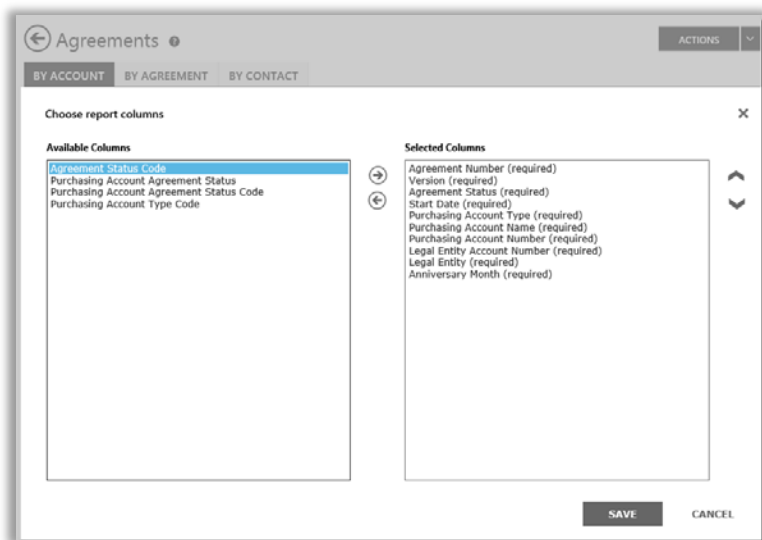 Agreements
ACTIONS
BY ACCOUNT BY AGREEMENT BY CONTACT
Choose report columns
Available Columns
Agreement Status Code
Purchasing Account Agreement Status
Purchasing Account Agreement Status Code
Purchasing Account Type Code
Selected Columns
Agreement Number (required)
Version (required)
Agreement Status (required)
Start Date (required)
Purchasing Account Type (required)
Purchasing Account Name (required)
Purchasing Account Number (required)
Legal Entity Account Number (required)
Legal Entity (required)
Anniversary Month (required)
SAVE CANCEL